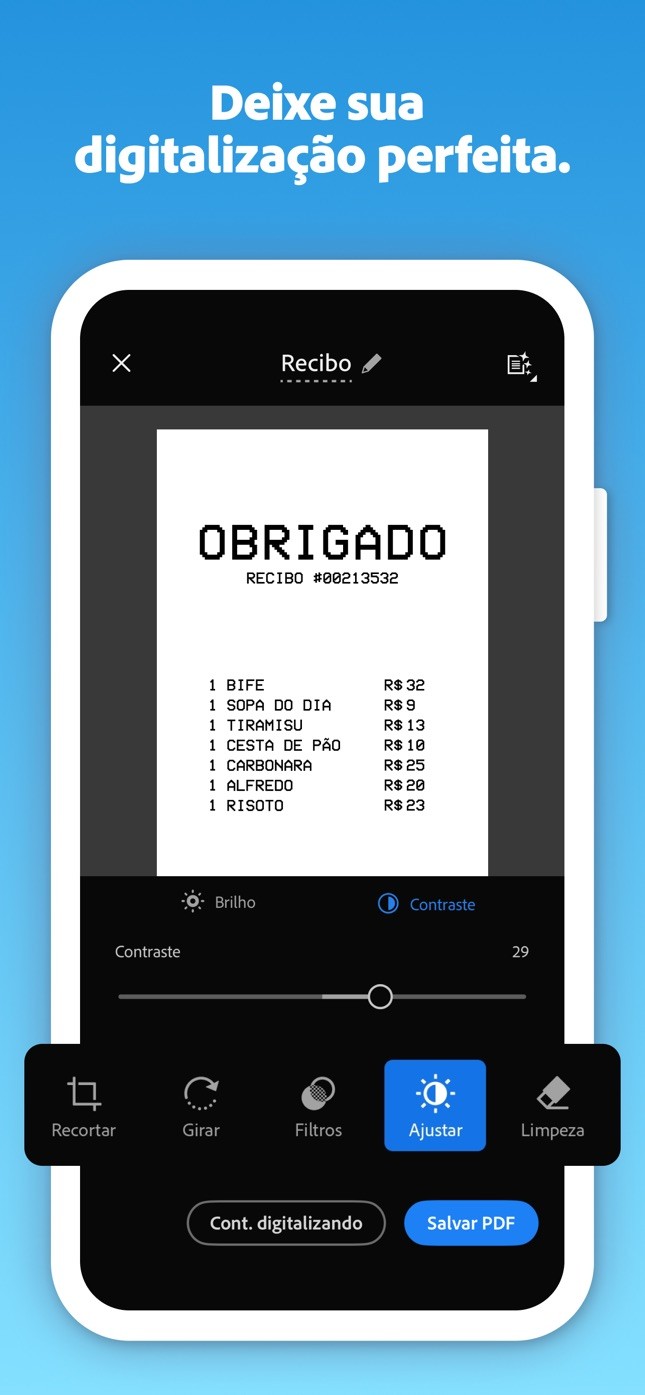 Deixe sua
digitalização perfeita.
Recibo
OBRIGADO
RECIBO #00213532
1 BIFE R$ 32
1 SOPA DO DIA R$ 9
1 TIRAMISU R$ 13
1 CESTA DE PÃO R$ 10
1 CARBONARA R$ 25
1 ALFREDO R$ 20
1 RISOTO R$ 23
Brilho Contraste
Contraste 29
Recortar Girar Filtros Ajustar Limpeza
Cont. digitalizando Salvar PDF